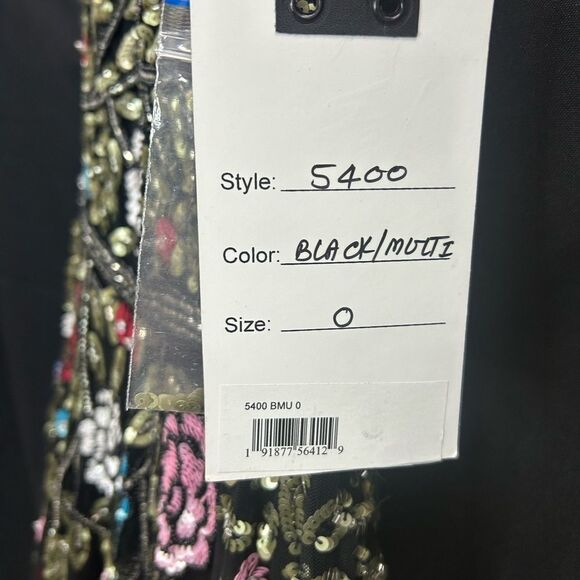 Style: 5400
Color: BLACK/MULTI
Size: 0
5400 BMU 0
1 91877 56412 9